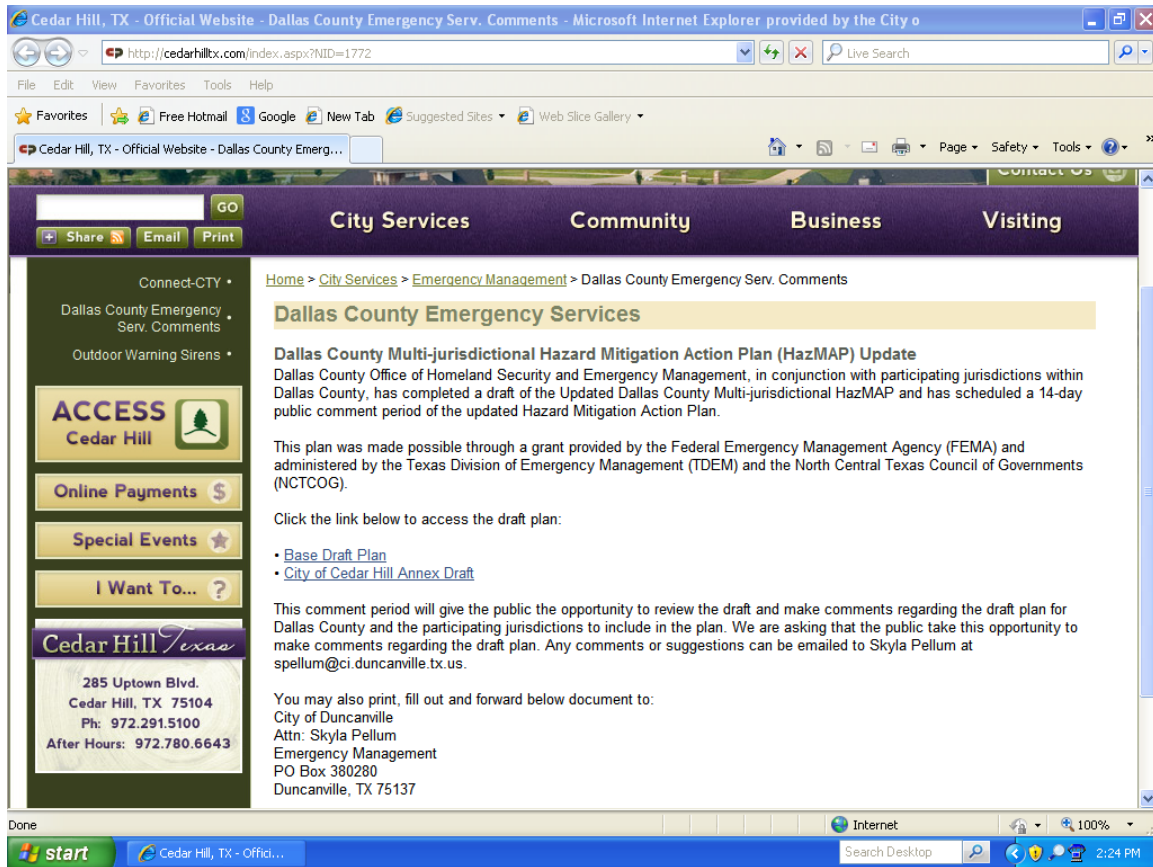 Cedar Hill, TX - Official Website - Dallas County Emergency Serv. Comments - Microsoft Internet Explorer provided by the City o
http://cedarhilltx.com/index.aspx?NID=1772
Live Search
File Edit View Favorites Tools Help
Favorites Free Hotmail Google New Tab Suggested Sites Web Slice Gallery
Cedar Hill, TX - Official Website - Dallas County Emerg...
Page Safety Tools
Contact Us
GO
Share Email Print
City Services Community Business Visiting
Connect-CTY •
Dallas County Emergency
Serv. Comments •
Outdoor Warning Sirens •
ACCESS
Cedar Hill
Online Payments $
Special Events
I Want To... ?
Cedar Hill Texas
285 Uptown Blvd.
Cedar Hill, TX 75104
Ph: 972.291.5100
After Hours: 972.780.6643
Home > City Services > Emergency Management > Dallas County Emergency Serv. Comments
Dallas County Emergency Services
Dallas County Multi-jurisdictional Hazard Mitigation Action Plan (HazMAP) Update
Dallas County Office of Homeland Security and Emergency Management, in conjunction with participating jurisdictions within
Dallas County, has completed a draft of the Updated Dallas County Multi-jurisdictional HazMAP and has scheduled a 14-day
public comment period of the updated Hazard Mitigation Action Plan.
This plan was made possible through a grant provided by the Federal Emergency Management Agency (FEMA) and
administered by the Texas Division of Emergency Management (TDEM) and the North Central Texas Council of Governments
(NCTCOG).
Click the link below to access the draft plan:
• Base Draft Plan
• City of Cedar Hill Annex Draft
This comment period will give the public the opportunity to review the draft and make comments regarding the draft plan for
Dallas County and the participating jurisdictions to include in the plan. We are asking that the public take this opportunity to
make comments regarding the draft plan. Any comments or suggestions can be emailed to Skyla Pellum at
spellum@ci.duncanville.tx.us.
You may also print, fill out and forward below document to:
City of Duncanville
Attn: Skyla Pellum
Emergency Management
PO Box 380280
Duncanville, TX 75137
Done Internet 100%
start Cedar Hill, TX - Offici... Search Desktop 2:24 PM